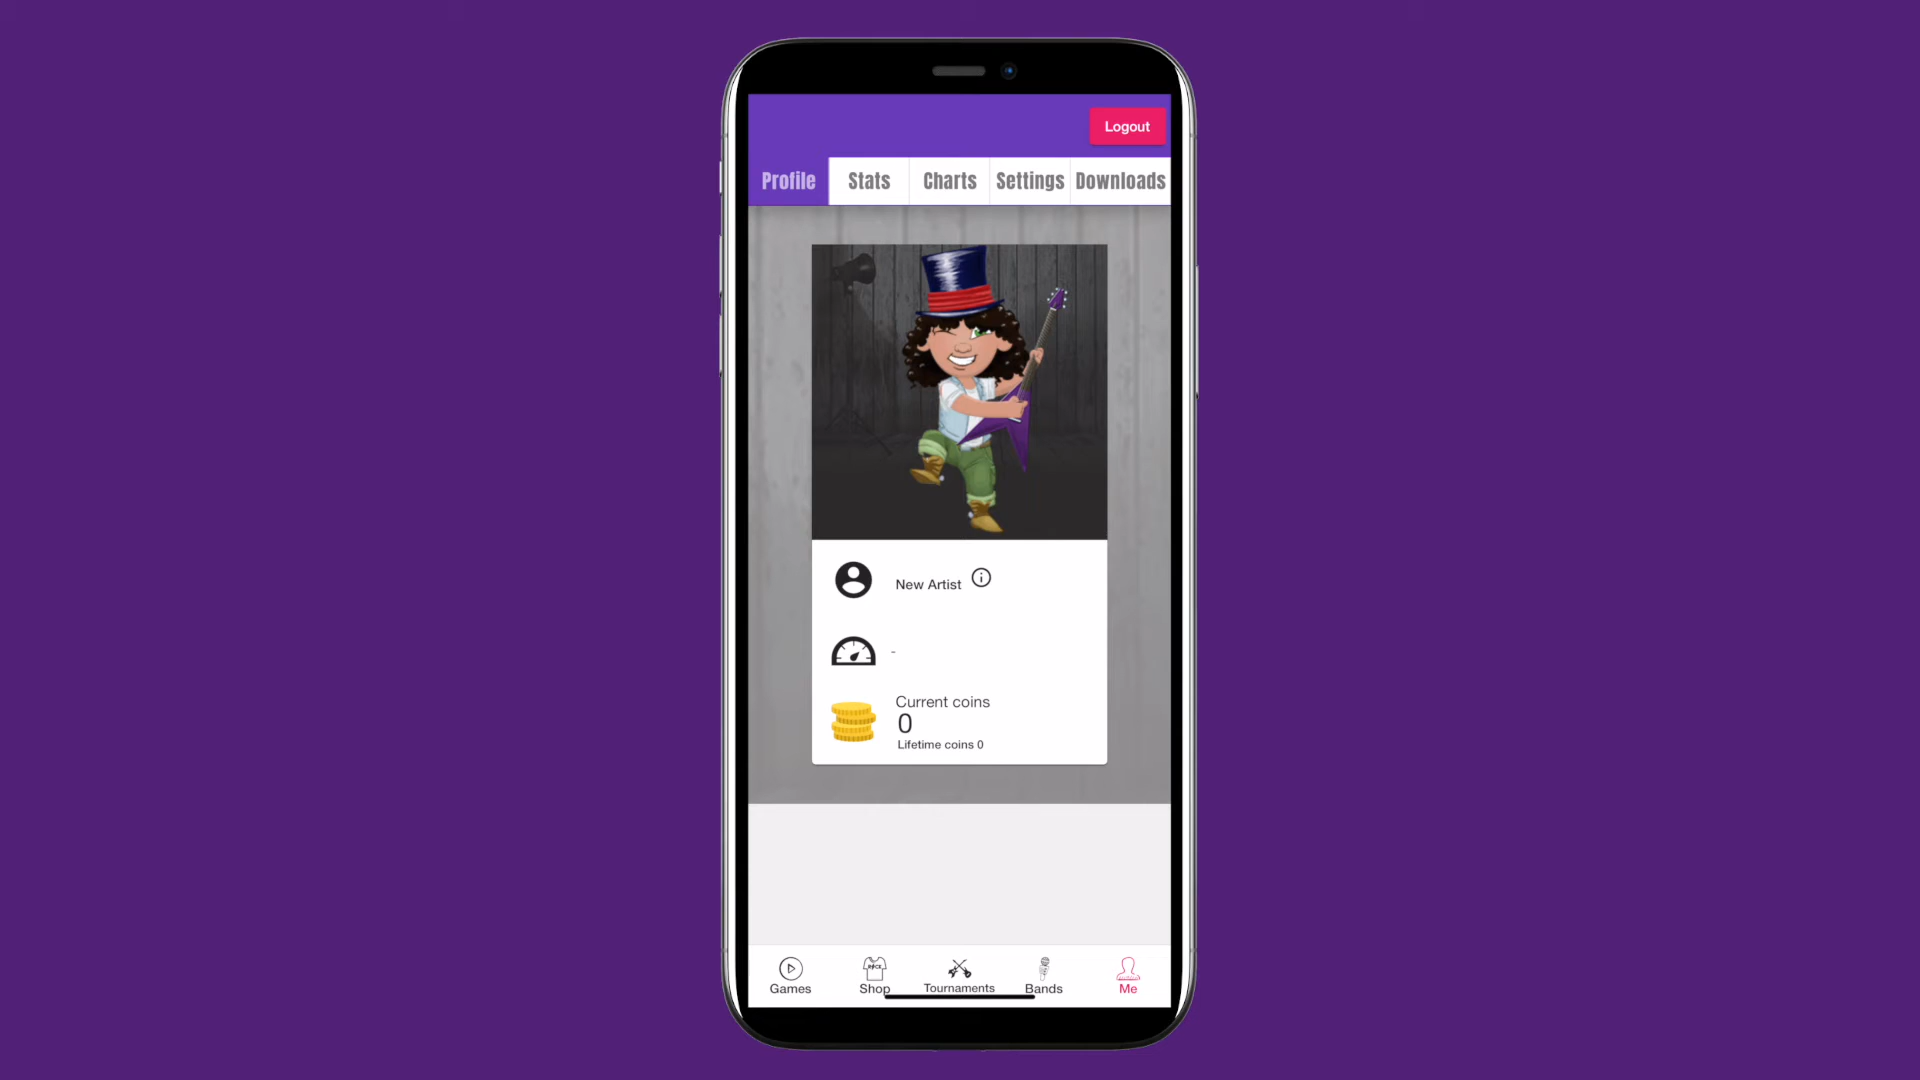 Logout
Profile Stats Charts Settings Downloads
New Artist
-
Current coins
0
Lifetime coins 0
Games Shop Tournaments Bands Me